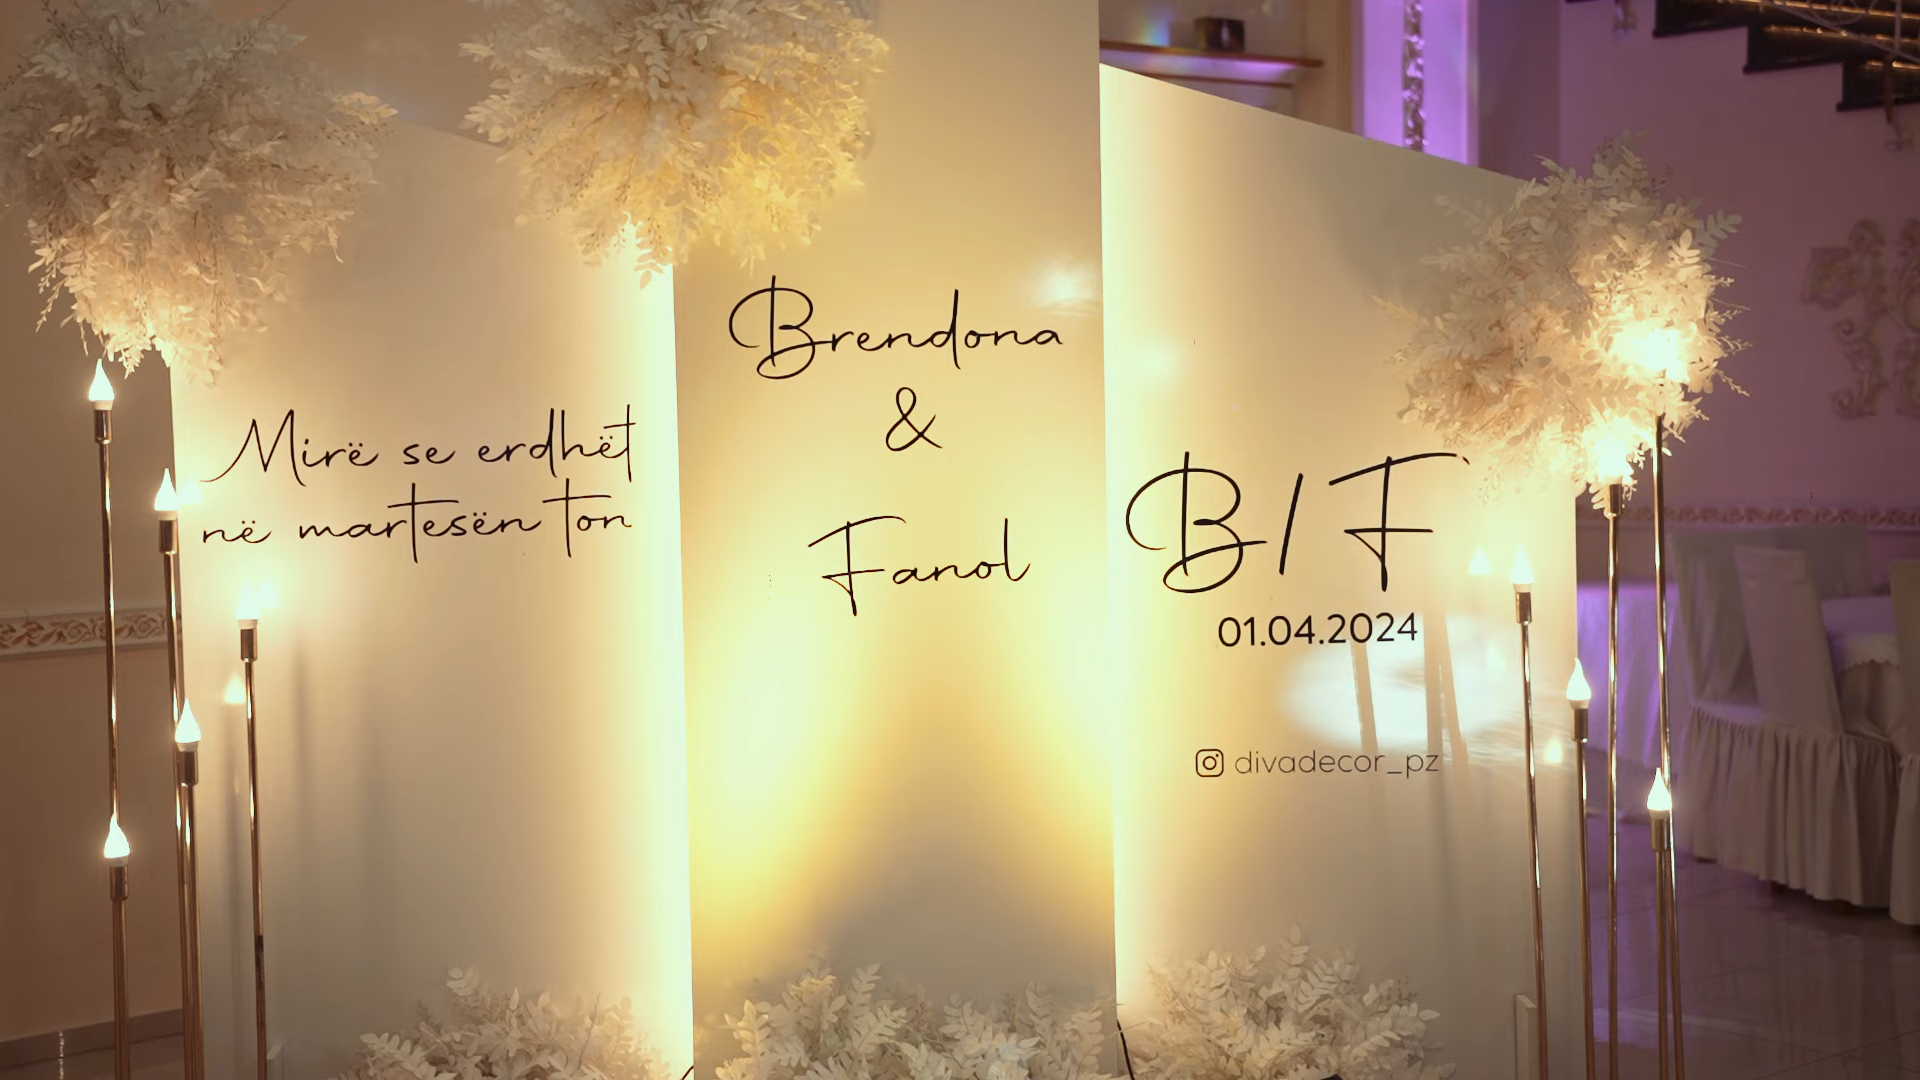 Mirë se erdhët
në martesën ton
Brendona
&
Fanol
B/F
01.04.2024
divadecor_pz